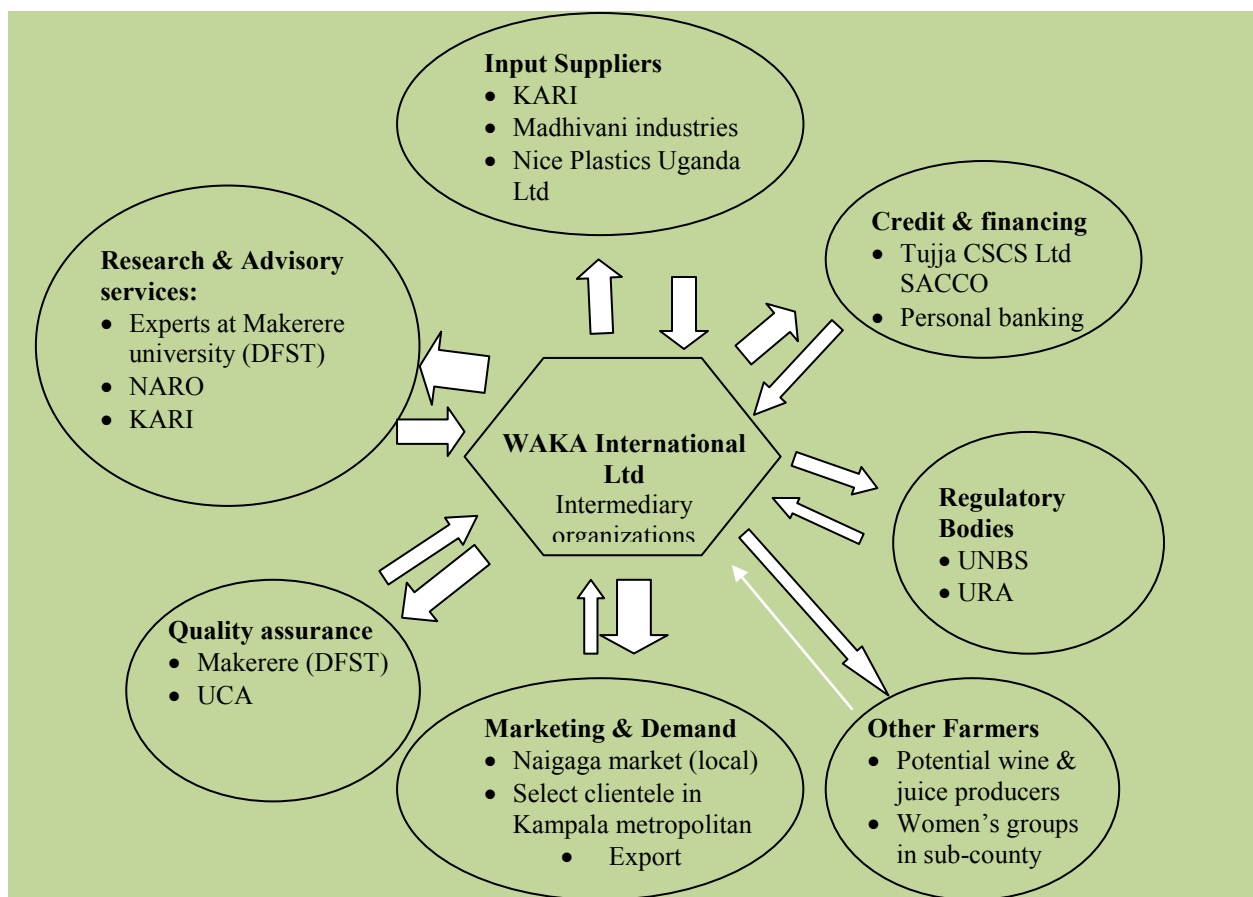 Input Suppliers
• KARI
• Madhivani industries
• Nice Plastics Uganda
Ltd
Credit & financing
• Tujja CSCS Ltd
SACCO
• Personal banking
Research & Advisory
services:
• Experts at Makerere
university (DFST)
• NARO
• KARI
WAKA International
Ltd
Intermediary
organizations
Regulatory
Bodies
• UNBS
• URA
Quality assurance
• Makerere (DFST)
• UCA
Marketing & Demand
• Naigaga market (local)
• Select clientele in
Kampala metropolitan
• Export
Other Farmers
• Potential wine &
juice producers
• Women’s groups
in sub-county